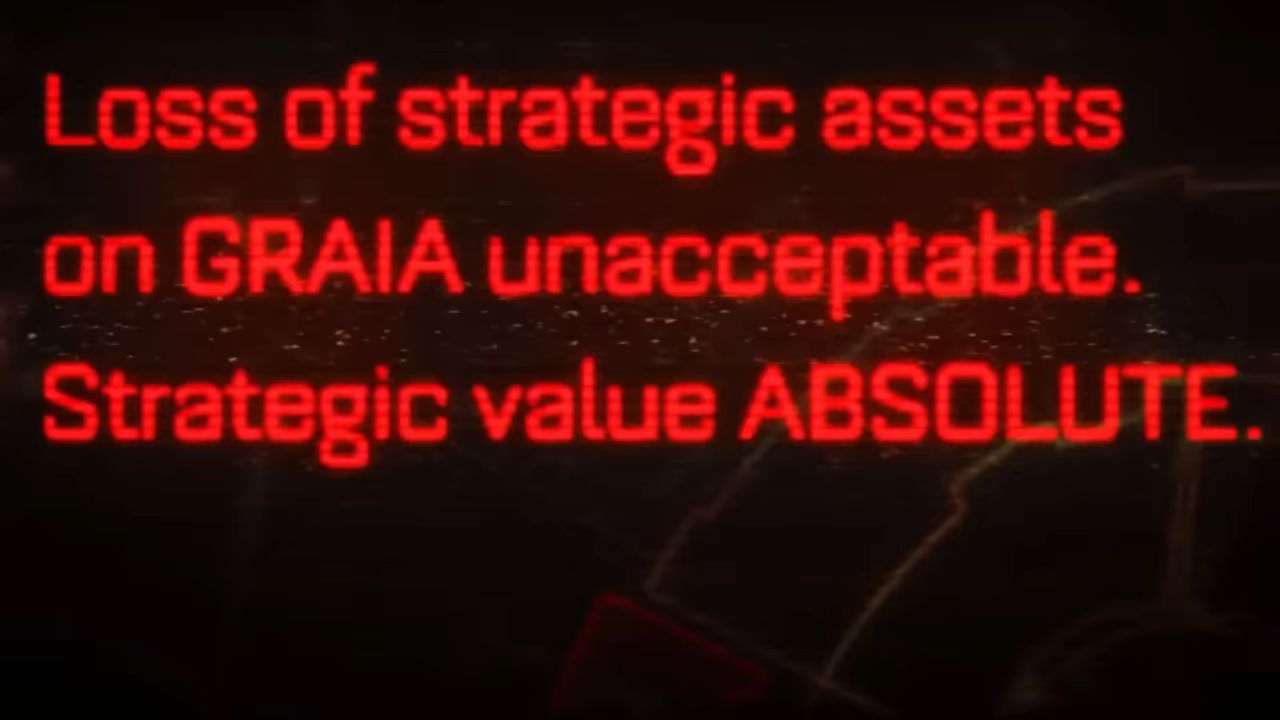 Loss of strategic assets
on GRAIA unacceptable.
Strategic value ABSOLUTE.